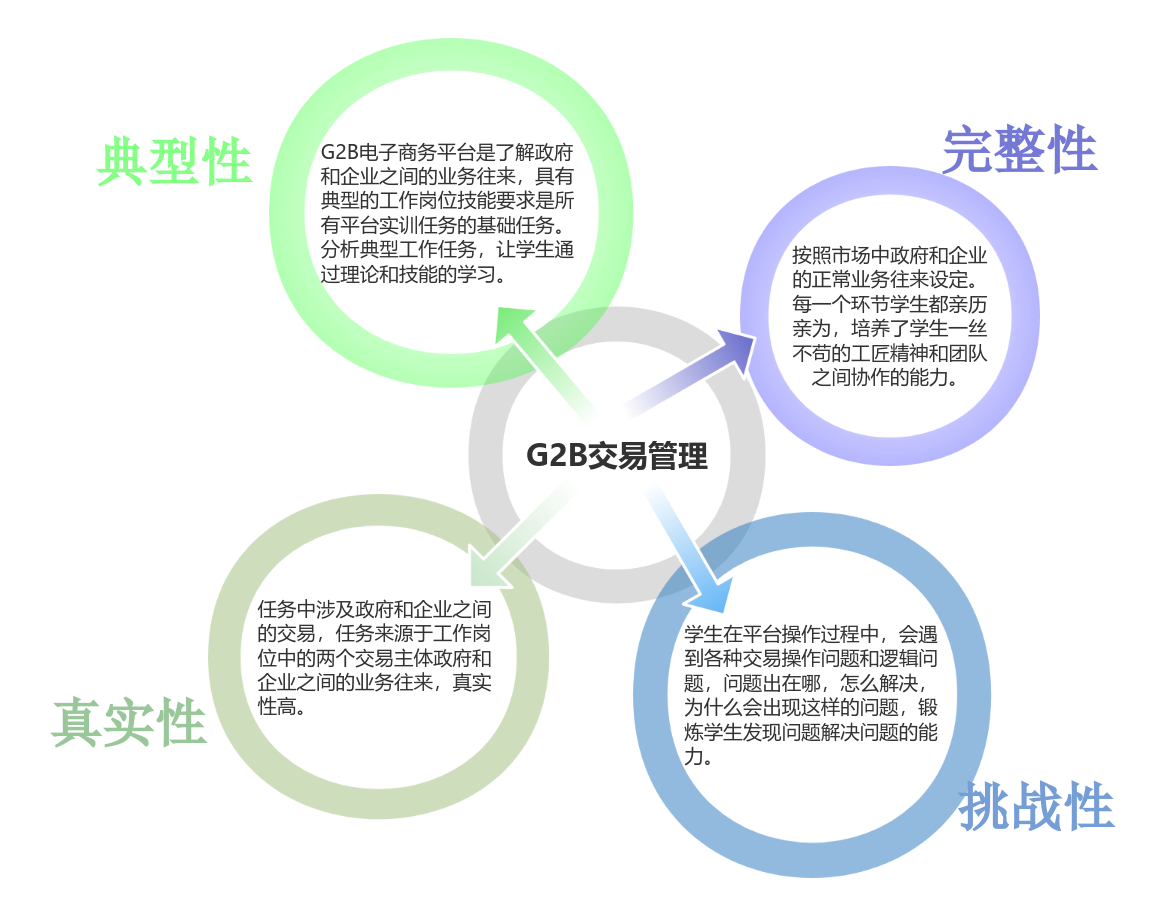 典型性
G2B电子商务平台是了解政府
和企业之间的业务往来，具有
典型的工作岗位技能要求是所
有平台实训任务的基础任务。
分析典型工作任务，让学生通
过理论和技能的学习。
完整性
按照市场中政府和企业
的正常业务往来设定。
每一个环节学生都亲历
亲为，培养了学生一丝
不苟的工匠精神和团队
之间协作的能力。
G2B交易管理
真实性
任务中涉及政府和企业之间
的交易，任务来源于工作岗
位中的两个交易主体政府和
企业之间的业务往来，真实
性高。
学生在平台操作过程中，会遇
到各种交易操作问题和逻辑问
题，问题出在哪，怎么解决，
为什么会出现这样的问题，锻
炼学生发现问题解决问题的能
力。
挑战性